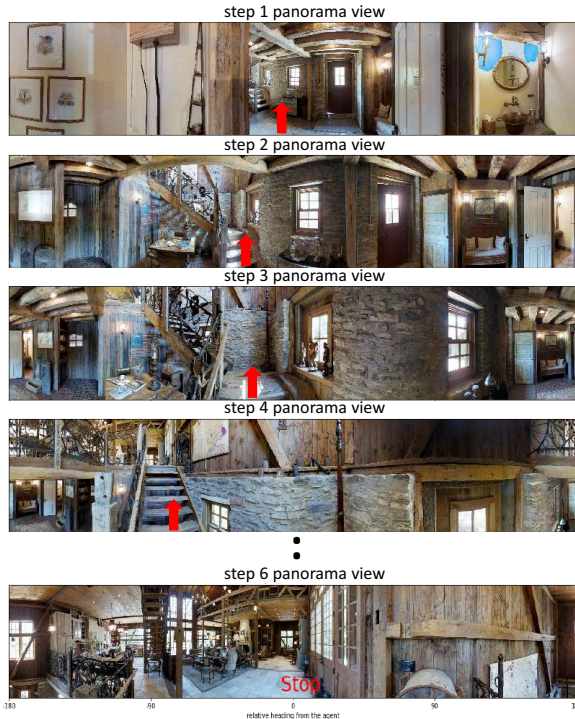 step 1 panorama view
step 2 panorama view
step 3 panorama view
step 4 panorama view
step 6 panorama view
Stop
-180 -90 0 90
relative heading from the agent